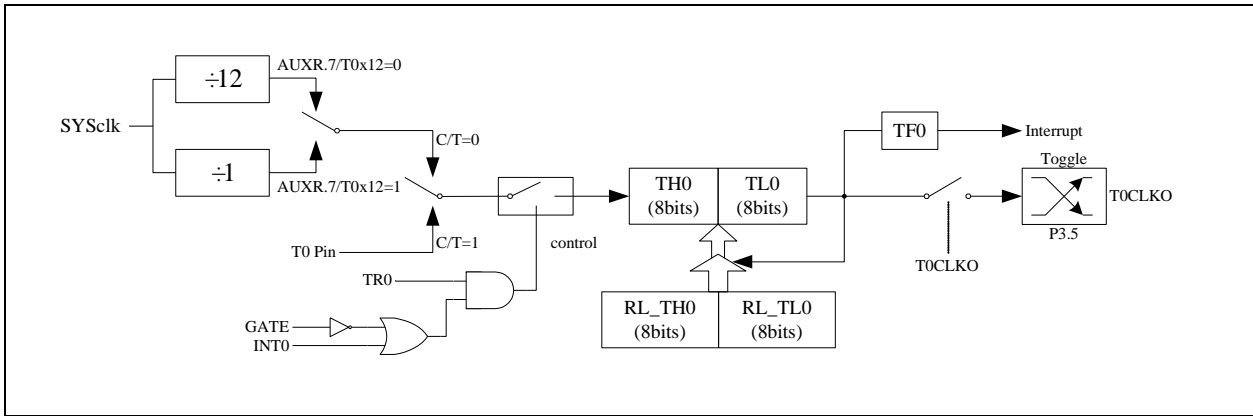 ÷12
AUXR.7/T0x12=0
SYSclk
÷1
AUXR.7/T0x12=1
C/T=0
C/T=1
T0 Pin
control
TR0
GATE
INT0
TH0
(8bits)
TL0
(8bits)
RL_TH0
(8bits)
RL_TL0
(8bits)
TF0
Interrupt
Toggle
T0CLKO
P3.5
T0CLKO